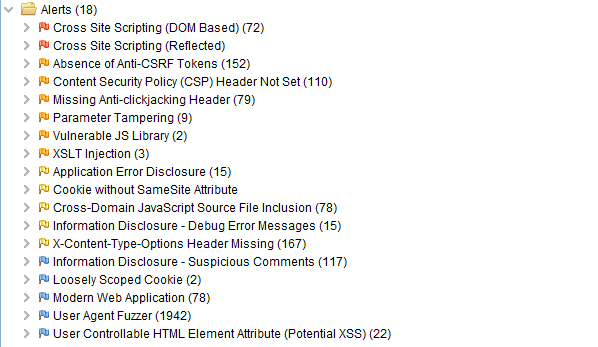 Alerts (18)
Cross Site Scripting (DOM Based) (72)
Cross Site Scripting (Reflected)
Absence of Anti-CSRF Tokens (152)
Content Security Policy (CSP) Header Not Set (110)
Missing Anti-clickjacking Header (79)
Parameter Tampering (9)
Vulnerable JS Library (2)
XSLT Injection (3)
Application Error Disclosure (15)
Cookie without SameSite Attribute
Cross-Domain JavaScript Source File Inclusion (78)
Information Disclosure - Debug Error Messages (15)
X-Content-Type-Options Header Missing (167)
Information Disclosure - Suspicious Comments (117)
Loosely Scoped Cookie (2)
Modern Web Application (78)
User Agent Fuzzer (1942)
User Controllable HTML Element Attribute (Potential XSS) (22)